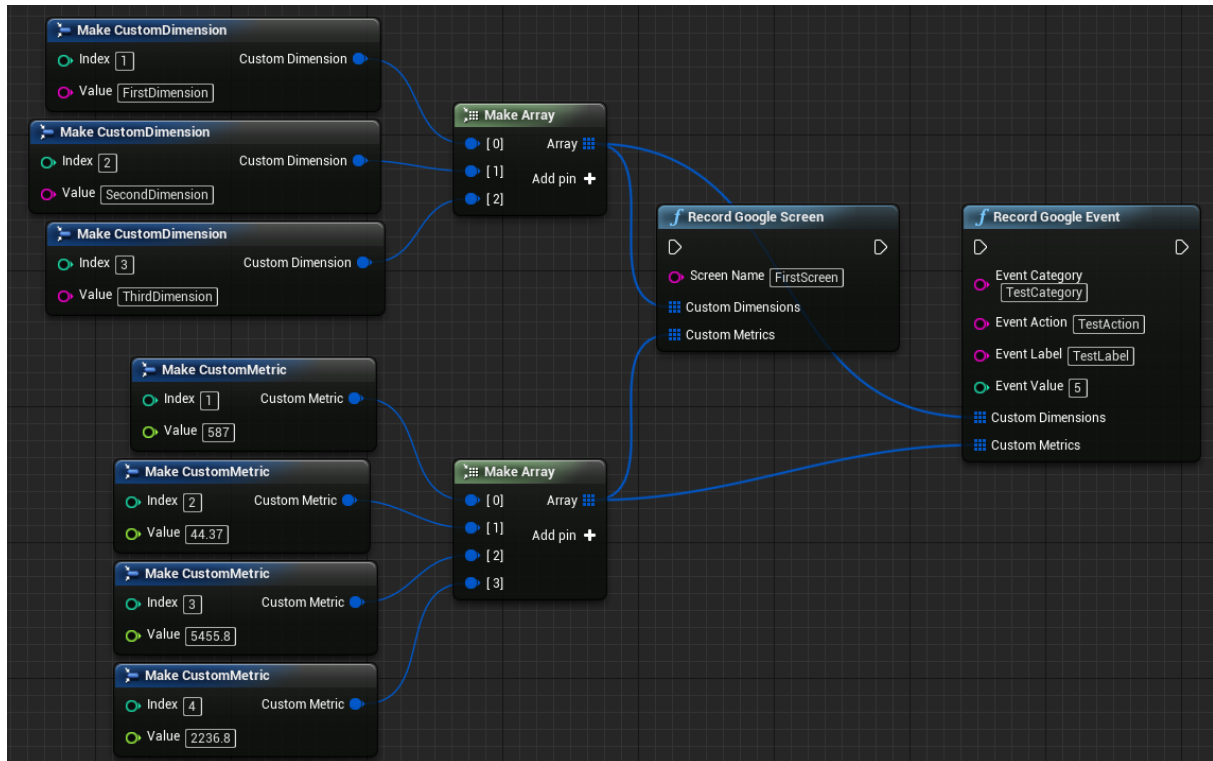 Make CustomDimension
Index 1 Custom Dimension
Value FirstDimension
Make CustomDimension
Index 2 Custom Dimension
Value SecondDimension
Make CustomDimension
Index 3 Custom Dimension
Value ThirdDimension
Make Array
[0] Array
[1] Add pin +
[2]
Make CustomMetric
Index 1 Custom Metric
Value 587
Make CustomMetric
Index 2 Custom Metric
Value 44.37
Make CustomMetric
Index 3 Custom Metric
Value 5455.8
Make CustomMetric
Index 4 Custom Metric
Value 2236.8
Make Array
[0] Array
[1] Add pin +
[2]
[3]
f Record Google Screen
Screen Name FirstScreen
Custom Dimensions
Custom Metrics
f Record Google Event
Event Category
TestCategory
Event Action TestAction
Event Label TestLabel
Event Value 5
Custom Dimensions
Custom Metrics